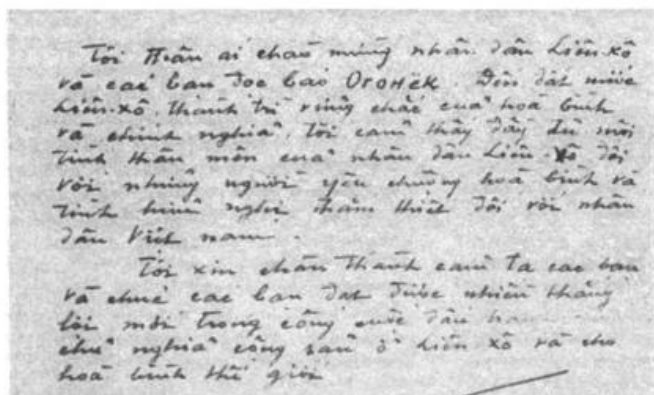 Tôi thân ái chào mừng nhân dân Liên-xô
và các bạn đọc báo ОГОНЁК. Đến đất nước
Liên-xô, thành trì vững chắc của hoà bình
và chính nghĩa, tôi cảm thấy đầy đủ mối
tình thân mến của nhân dân Liên-xô đối
với những người yêu chuộng hoà bình và
tình hữu nghị thắm thiết đối với nhân
dân Việt nam.
Tôi xin chân thành cảm tạ các bạn
và chúc các bạn đạt được nhiều thắng
lợi mới trong công cuộc
chủ nghĩa cộng sản ở Liên xô và cho
hoà bình thế giới